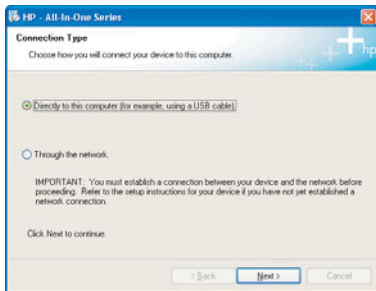 HP - All-In-One Series
Connection Type
Choose how you will connect your device to this computer.
hp
Directly to this computer (for example, using a USB cable).
Through the network.
IMPORTANT: You must establish a connection between your device and the network before
proceeding. Refer to the setup instructions for your device if you have not yet established a
network connection.
Click Next to continue.
< Back Next > Cancel